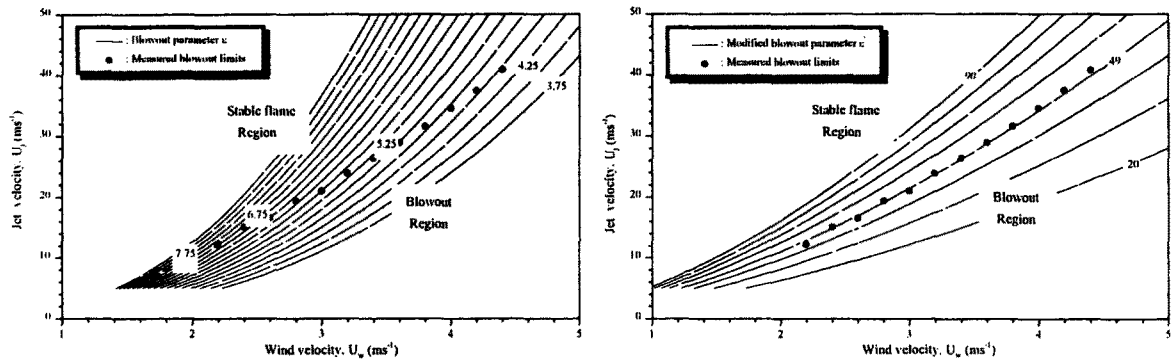 : Blowout parameter ε
: Measured blowout limits
Stable flame
Region
Blowout
Region
4.25
3.75
5.25
6.75
7.75
50
40
30
20
10
0
1
2
3
4
5
Jet velocity. Uj (ms⁻¹)
Wind velocity. Uw (ms⁻¹)
: Modified blowout parameter
: Measured blowout limits
90
49
Stable flame
Region
Blowout
Region
20
50
40
30
20
10
0
1
2
3
4
5
Jet velocity. Uj (ms⁻¹)
Wind velocity. Uw (ms⁻¹)